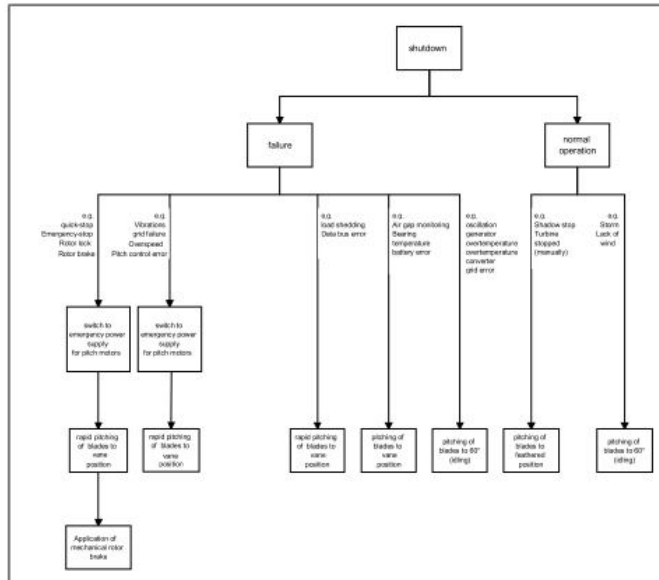 shutdown
failure
normal
operation
e.g.
quick-stop
Emergency-stop
Rotor lock
Rotor brake
e.g.
Vibrations
grid failure
Overspeed
Pitch control error
e.g.
load shedding
Data bus error
e.g.
Air gap monitoring
Bearing
temperature
battery error
e.g.
oscillation
generator
overtemperature
overtemperature
converter
grid error
e.g.
Shadow stop
Turbine
stopped
(manually)
e.g.
Storm
Lack of
wind
switch to
emergency power
supply
for pitch motors
switch to
emergency power
supply
for pitch motors
rapid pitching
of blades to
vane
position
rapid pitching
of blades to
vane
position
rapid pitching
of blades to
vane
position
pitching of
blades to vane
position
pitching of
blades to 60°
(idling)
pitching of
blades to
feathered
position
pitching of
blades to 60°
(idling)
Application of
mechanical rotor
brake